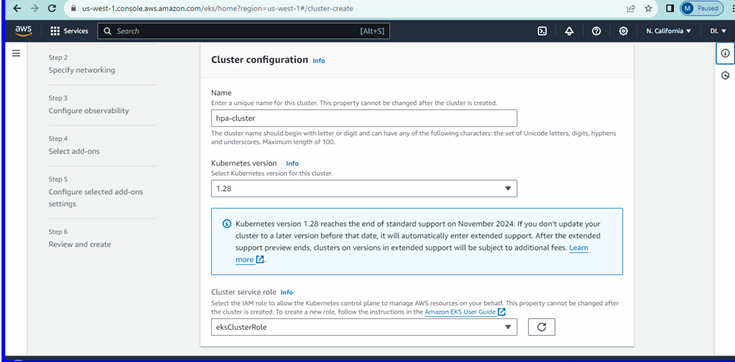 us-west-1.console.aws.amazon.com/eks/home?region=us-west-1#/cluster-create
M Paused
aws Services Search [Alt+S] N. California DL
Step 2
Specify networking
Step 3
Configure observability
Step 4
Select add-ons
Step 5
Configure selected add-ons
settings
Step 6
Review and create
Cluster configuration Info
Name
Enter a unique name for this cluster. This property cannot be changed after the cluster is created.
hpa-cluster
The cluster name should begin with letter or digit and can have any of the following characters: the set of Unicode letters, digits, hyphens
and underscores. Maximum length of 100.
Kubernetes version Info
Select Kubernetes version for this cluster.
1.28
Kubernetes version 1.28 reaches the end of standard support on November 2024. If you don't update your
cluster to a later version before that date, it will automatically enter extended support. After the extended
support preview ends, clusters on versions in extended support will be subject to additional fees. Learn
more
Cluster service role Info
Select the IAM role to allow the Kubernetes control plane to manage AWS resources on your behalf. This property cannot be changed after
the cluster is created. To create a new role, follow the instructions in the Amazon EKS User Guide
eksClusterRole